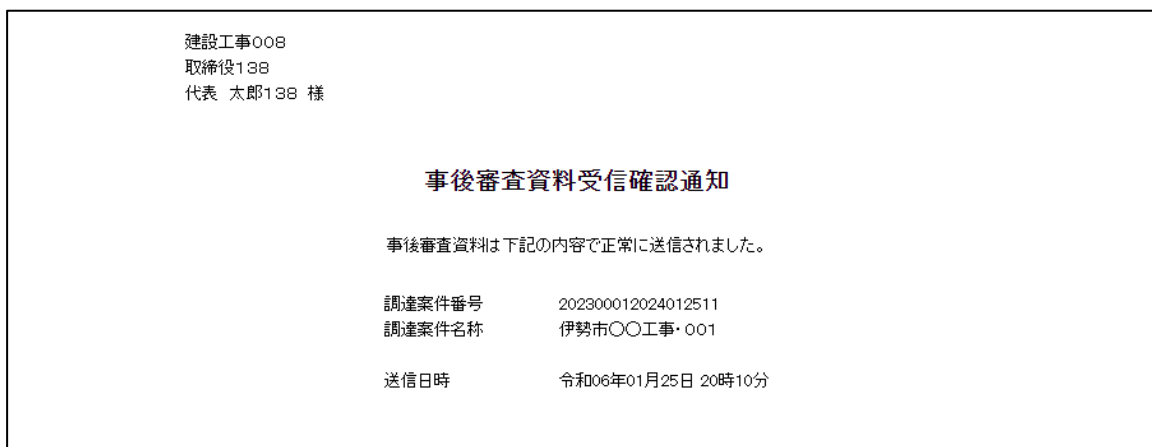 建設工事008
取締役138
代表 太郎138 様
事後審査資料受信確認通知
事後審査資料は下記の内容で正常に送信されました。
調達案件番号 202300012024012511
調達案件名称 伊勢市○○工事・001
送信日時 令和06年01月25日 20時10分